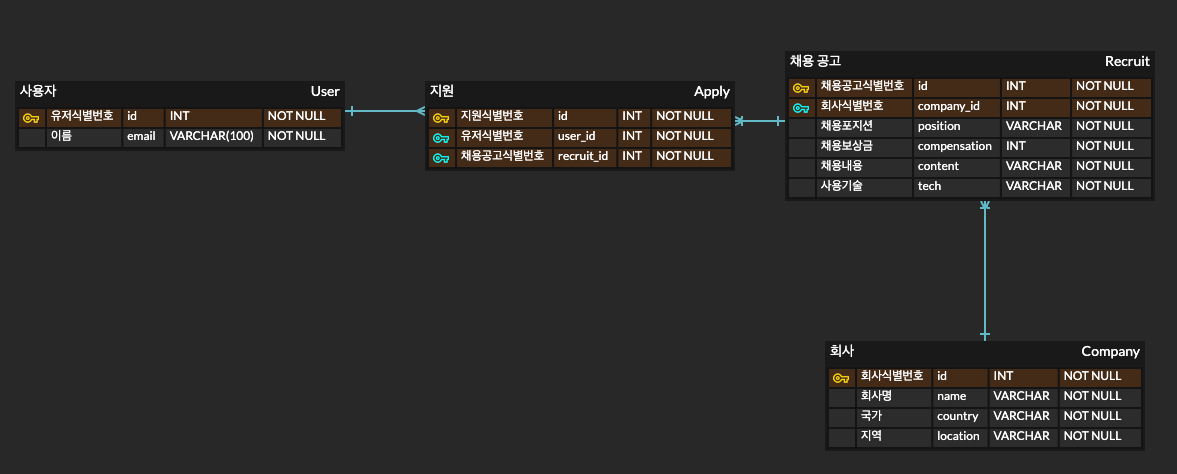 사용자 User
유저식별번호 id INT NOT NULL
이름 email VARCHAR(100) NOT NULL
지원 Apply
지원식별번호 id INT NOT NULL
유저식별번호 user_id INT NOT NULL
채용공고식별번호 recruit_id INT NOT NULL
채용 공고 Recruit
채용공고식별번호 id INT NOT NULL
회사식별번호 company_id INT NOT NULL
채용포지션 position VARCHAR NOT NULL
채용보상금 compensation INT NOT NULL
채용내용 content VARCHAR NOT NULL
사용기술 tech VARCHAR NOT NULL
회사 Company
회사식별번호 id INT NOT NULL
회사명 name VARCHAR NOT NULL
국가 country VARCHAR NOT NULL
지역 location VARCHAR NOT NULL